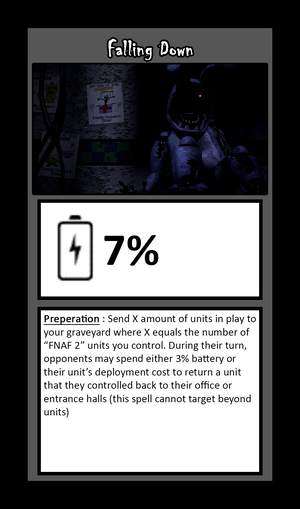 Falling Down
7%
Preperation : Send X amount of units in play to
your graveyard where X equals the number of
“FNAF 2” units you control. During their turn,
opponents may spend either 3% battery or
their unit’s deployment cost to return a unit
that they controlled back to their office or
entrance halls (this spell cannot target beyond
units)